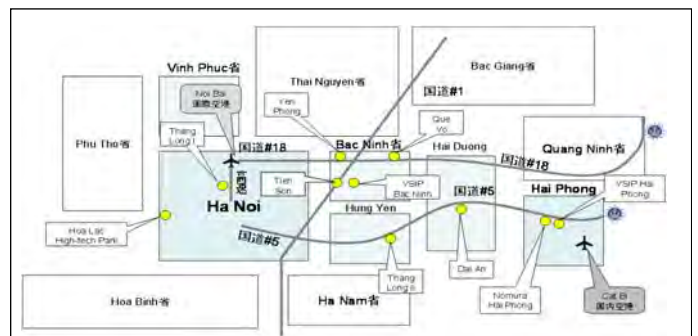 Vinh Phuc省
Noi Bai
国際空港
Thai Nguyen省
Bac Giang省
国道#1
Phu Tho省
Thang
Long I
Yen
Phong
Que
Vo
国道#18
Bac Ninh省
Hai Duong
Quang Ninh省
国道#18
Ha Noi
Tien
Son
VSIP
Bac Ninh
国道#5
Hai Phong
VSIP Hai
Phong
Hoa Lac
High-tech Park
国道#5
Hung Yen
Dai An
Thang
Long II
Nomura
Hai Phong
Cat Bi
国内空港
Hoa Binh省
Ha Nam省